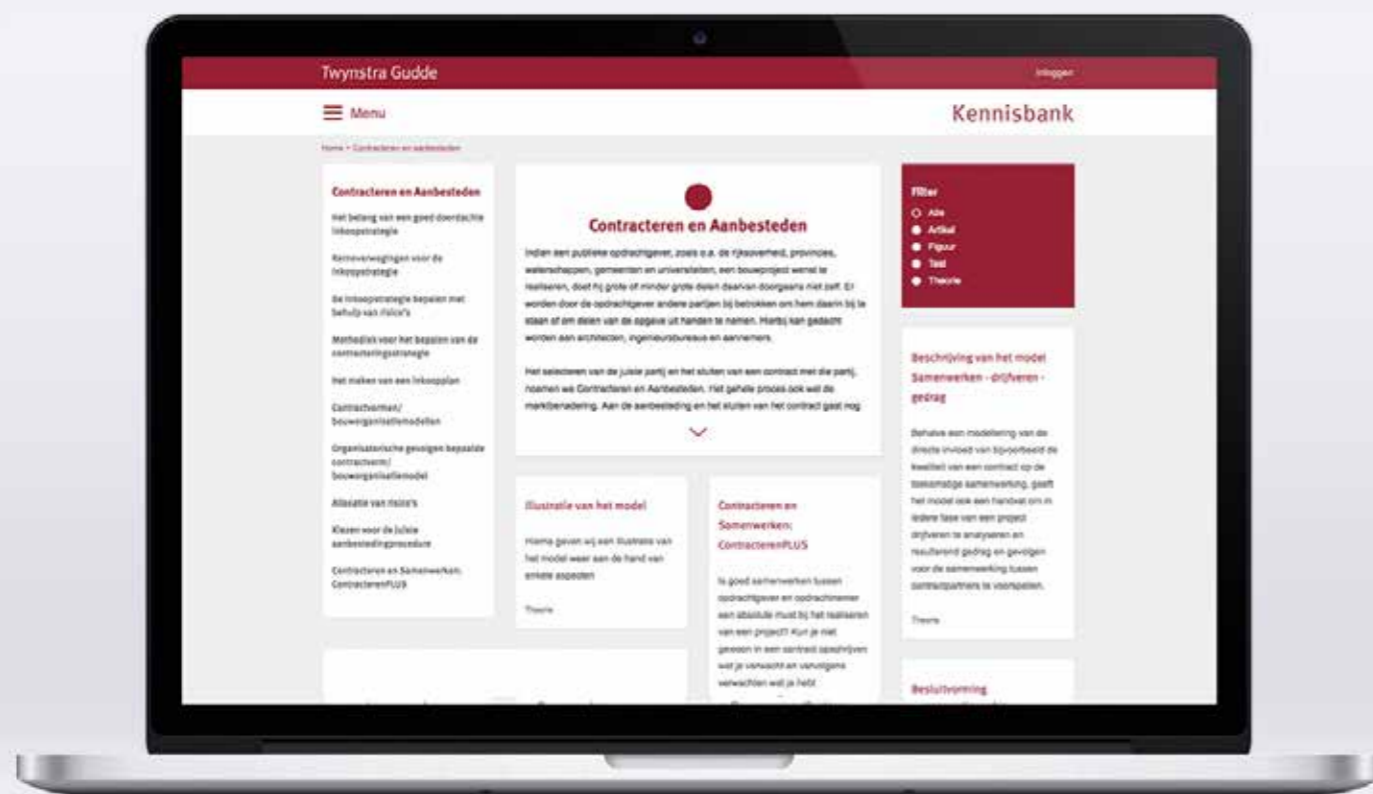 Twynstra Gudde
Inloggen
Menu
Kennisbank
Home > Contracteren en aanbesteden
Contracteren en Aanbesteden
Het belang van een goed doordachte
inkoopstrategie
Kernoverwegingen voor de
inkoopstrategie
De inkoopstrategie bepalen met
behulp van risico's
Methodiek voor het bepalen van de
contracteringsstrategie
Het maken van een inkoopplan
Contractvormen/
bouworganisatiemodellen
Organisatorische gevolgen bepaalde
contractvorm/
bouworganisatiemodel
Allocatie van risico's
Kiezen voor de juiste
aanbestedingprocedure
Contracteren en Samenwerken:
ContracterenPLUS
Contracteren en Aanbesteden
Indien een publieke opdrachtgever, zoals o.a. de rijksoverheid, provincies,
waterschappen, gemeenten en universiteiten, een bouwproject wenst te
realiseren, doet hij grote of minder grote delen daarvan doorgaans niet zelf. Er
worden door de opdrachtgever andere partijen bij betrokken om hem daarin bij te
staan of om delen van de opgave uit handen te nemen. Hierbij kan gedacht
worden aan architecten, ingenieursbureaus en aannemers.
Het selecteren van de juiste partij en het sluiten van een contract met die partij,
noemen we Contracteren en Aanbesteden. Het gehele proces ook wel de
marktbenadering. Aan de aanbesteding en het sluiten van het contract gaat nog
Illustratie van het model
Hierna geven wij een illustratie van
het model weer aan de hand van
enkele aspecten
Theorie
Contracteren en
Samenwerken:
ContracterenPLUS
Is goed samenwerken tussen
opdrachtgever en opdrachtnemer
een absolute must bij het realiseren
van een project? Kun je niet
gewoon in een contract opschrijven
wat je verwacht en vervolgens
verwachten wat je hebt
Filter
Alle
Artikel
Figuur
Test
Theorie
Beschrijving van het model
Samenwerken - drijfveren -
gedrag
Behalve een modellering van de
directe invloed van bijvoorbeeld de
kwaliteit van een contract op de
toekomstige samenwerking, geeft
het model ook een handvat om in
iedere fase van een project
drijfveren te analyseren en
resulterend gedrag en gevolgen
voor de samenwerking tussen
contractpartners te voorspellen.
Theorie
Besluitvorming